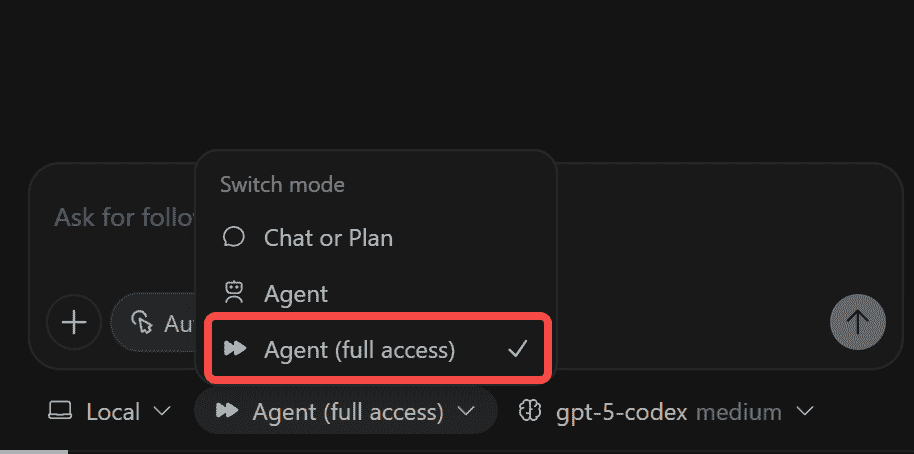 Switch mode
Ask for follo
Chat or Plan
Agent
Au
Agent (full access)
Local
Agent (full access)
gpt-5-codex medium